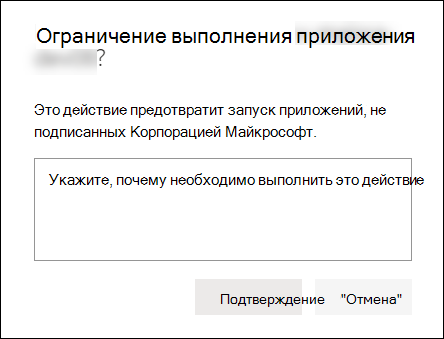 Ограничение выполнения приложения
?
Это действие предотвратит запуск приложений, не
подписанных Корпорацией Майкрософт.
Укажите, почему необходимо выполнить это действие
Подтверждение "Отмена"